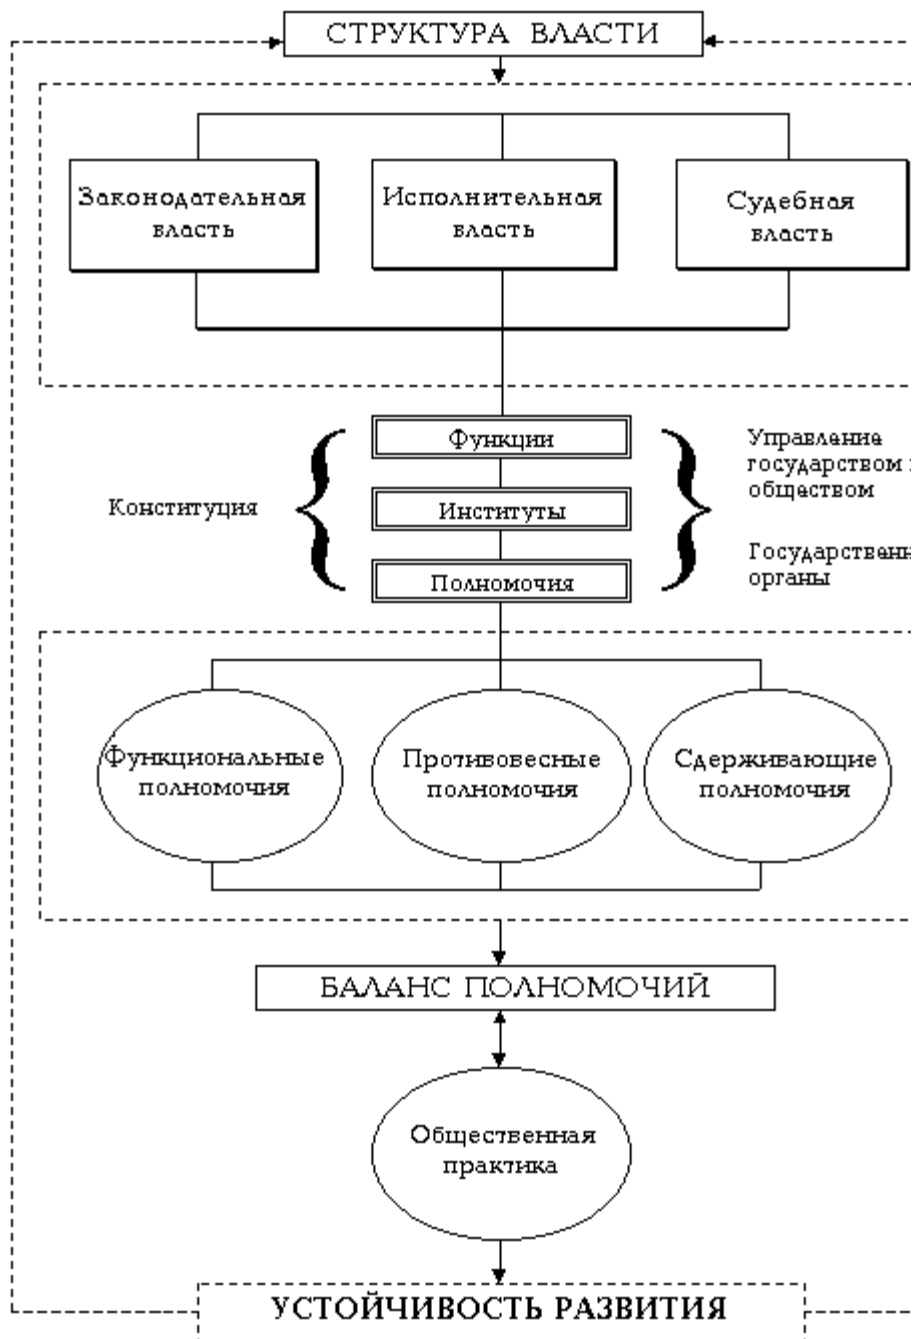 СТРУКТУРА ВЛАСТИ
Законодательная
власть
Исполнительная
власть
Судебная
власть
Функции
Институты
Полномочия
Конституция
Управление
государством
обществом
органы
Функциональные
полномочия
Противовесные
полномочия
Сдерживающие
полномочия
БАЛАНС ПОЛНОМОЧИЙ
Общественная
практика
УСТОЙЧИВОСТЬ РАЗВИТИЯ